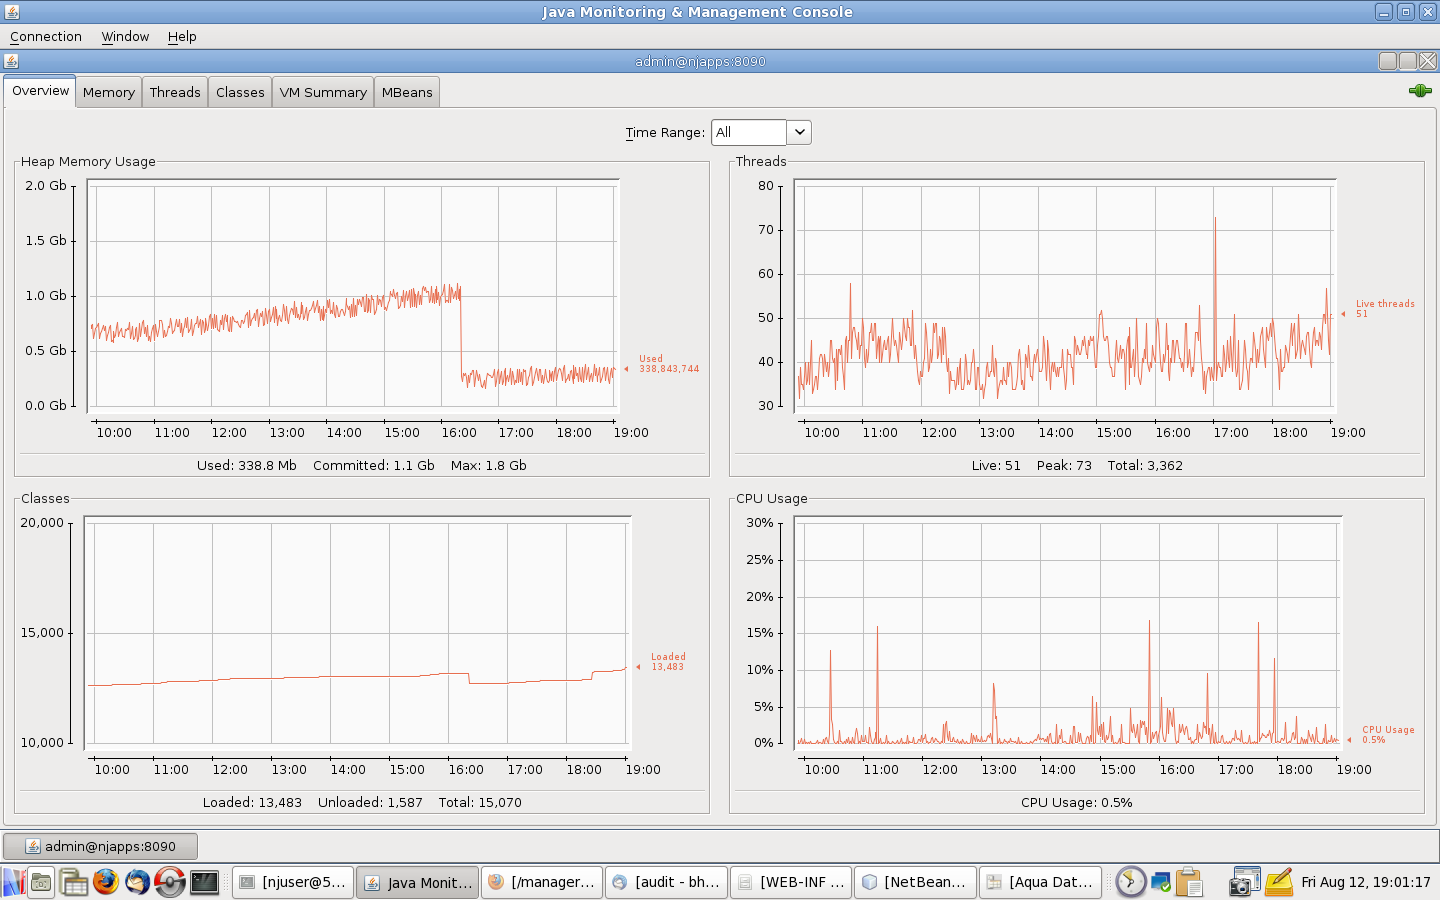 Java Monitoring & Management Console
Connection Window Help
admin@njapps:8090
Overview Memory Threads Classes VM Summary MBeans
Time Range: All
Heap Memory Usage
2.0 Gb
1.5 Gb
1.0 Gb
0.5 Gb
0.0 Gb
Used
338,843,744
10:00 11:00 12:00 13:00 14:00 15:00 16:00 17:00 18:00 19:00
Used: 338.8 Mb Committed: 1.1 Gb Max: 1.8 Gb
Threads
80
70
60
50
40
30
Live threads
51
10:00 11:00 12:00 13:00 14:00 15:00 16:00 17:00 18:00 19:00
Live: 51 Peak: 73 Total: 3,362
Classes
20,000
15,000
10,000
Loaded
13,483
10:00 11:00 12:00 13:00 14:00 15:00 16:00 17:00 18:00 19:00
Loaded: 13,483 Unloaded: 1,587 Total: 15,070
CPU Usage
30%
25%
20%
15%
10%
5%
0%
CPU Usage
0.5%
10:00 11:00 12:00 13:00 14:00 15:00 16:00 17:00 18:00 19:00
CPU Usage: 0.5%
admin@njapps:8090
[njuser@5... Java Monit... [/manager... [audit - bh... [WEB-INF ... [NetBean... [Aqua Dat... Fri Aug 12, 19:01:17